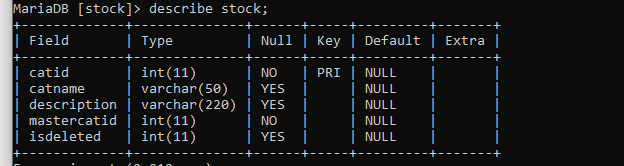 MariaDB [stock]> describe stock;
+-------------+--------------+------+-----+---------+-------+
| Field | Type | Null | Key | Default | Extra |
+-------------+--------------+------+-----+---------+-------+
| catid | int(11) | NO | PRI | NULL | |
| catname | varchar(50) | YES | | NULL | |
| description | varchar(220) | YES | | NULL | |
| mastercatid | int(11) | NO | | NULL | |
| isdeleted | int(11) | YES | | NULL | |
+-------------+--------------+------+-----+---------+-------+